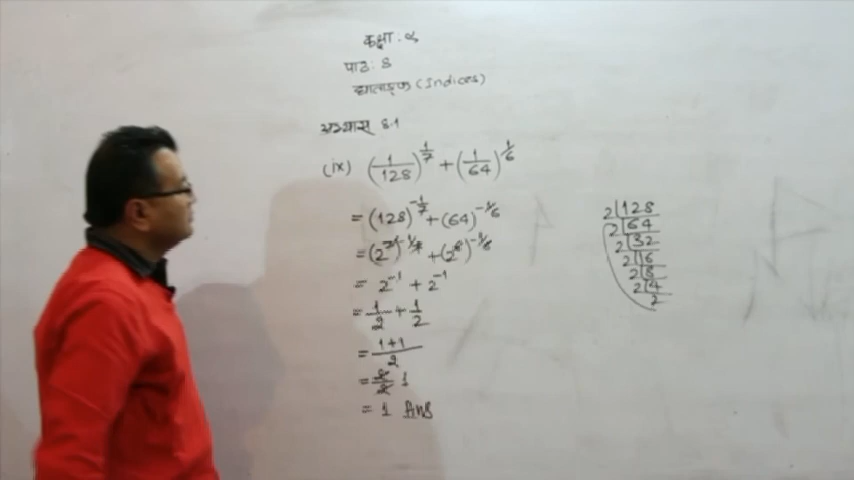 कक्षा : ९
पाठ : 8
घाताङ्क (Indices)
अभ्यास 8.1
(ix) (1/128)^1/7 + (1/64)^1/6
= (128)^-1/7 + (64)^-1/6
= (2^7)^-1/7 + (2^6)^-1/6
= 2^-1 + 2^-1
= 1/2 + 1/2
= 1+1/2
= 2/2 1
= 1 Ans
2 | 128
2 | 64
2 | 32
2 | 16
2 | 8
2 | 4
2